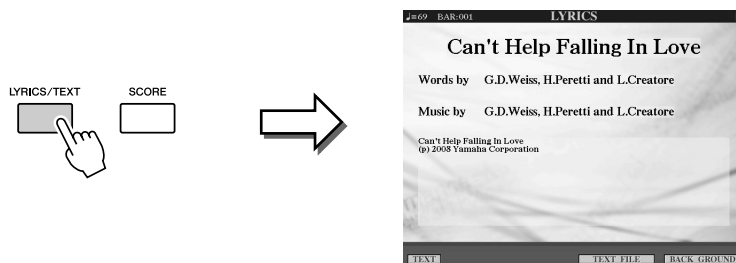 LYRICS/TEXT
SCORE
♩=69 BAR:001 LYRICS
Can't Help Falling In Love
Words by G.D.Weiss, H.Peretti and L.Creatore
Music by G.D.Weiss, H.Peretti and L.Creatore
Can't Help Falling In Love
(p) 2008 Yamaha Corporation
TEXT TEXT FILE BACK GROUND